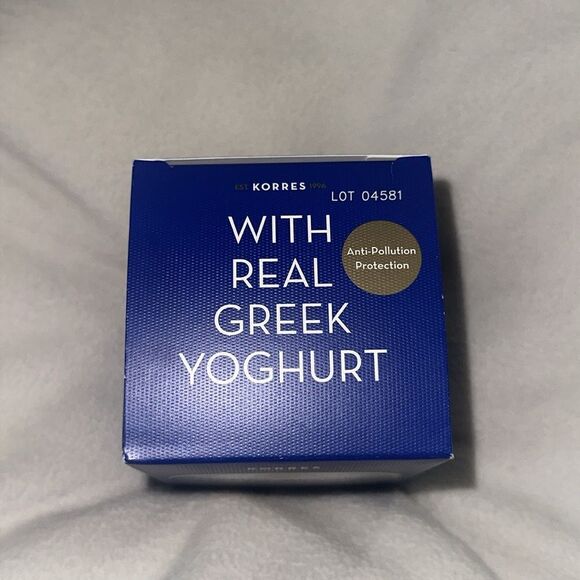 EST. KORRES 1996
LOT 04581
WITH
REAL
GREEK
YOGHURT
Anti-Pollution
Protection
KORRES